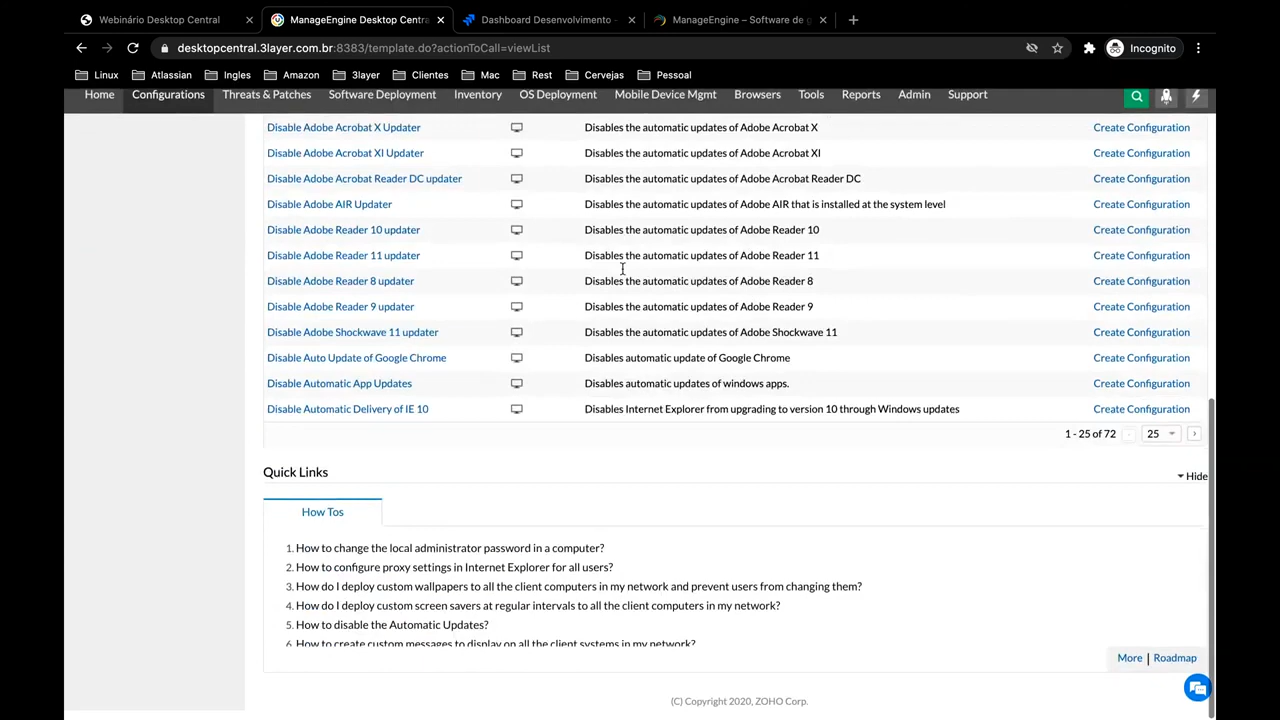 Webinário Desktop Central
ManageEngine Desktop Centra
Dashboard Desenvolvimento -
ManageEngine – Software de g
desktopcentral.3layer.com.br:8383/template.do?actionToCall=viewList
Incognito
Linux Atlassian Ingles Amazon 3layer Clientes Mac Rest Cervejas Pessoal
Home Configurations Threats & Patches Software Deployment Inventory OS Deployment Mobile Device Mgmt Browsers Tools Reports Admin Support
Disable Adobe Acrobat X Updater Disables the automatic updates of Adobe Acrobat X Create Configuration
Disable Adobe Acrobat XI Updater Disables the automatic updates of Adobe Acrobat XI Create Configuration
Disable Adobe Acrobat Reader DC updater Disables the automatic updates of Adobe Acrobat Reader DC Create Configuration
Disable Adobe AIR Updater Disables the automatic updates of Adobe AIR that is installed at the system level Create Configuration
Disable Adobe Reader 10 updater Disables the automatic updates of Adobe Reader 10 Create Configuration
Disable Adobe Reader 11 updater Disables the automatic updates of Adobe Reader 11 Create Configuration
Disable Adobe Reader 8 updater Disables the automatic updates of Adobe Reader 8 Create Configuration
Disable Adobe Reader 9 updater Disables the automatic updates of Adobe Reader 9 Create Configuration
Disable Adobe Shockwave 11 updater Disables the automatic updates of Adobe Shockwave 11 Create Configuration
Disable Auto Update of Google Chrome Disables automatic update of Google Chrome Create Configuration
Disable Automatic App Updates Disables automatic updates of windows apps. Create Configuration
Disable Automatic Delivery of IE 10 Disables Internet Explorer from upgrading to version 10 through Windows updates Create Configuration
1 - 25 of 72 25
Quick Links Hide
How Tos
1. How to change the local administrator password in a computer?
2. How to configure proxy settings in Internet Explorer for all users?
3. How do I deploy custom wallpapers to all the client computers in my network and prevent users from changing them?
4. How do I deploy custom screen savers at regular intervals to all the client computers in my network?
5. How to disable the Automatic Updates?
6. How to create custom messages to display on all the client systems in my network?
More | Roadmap
(C) Copyright 2020, ZOHO Corp.